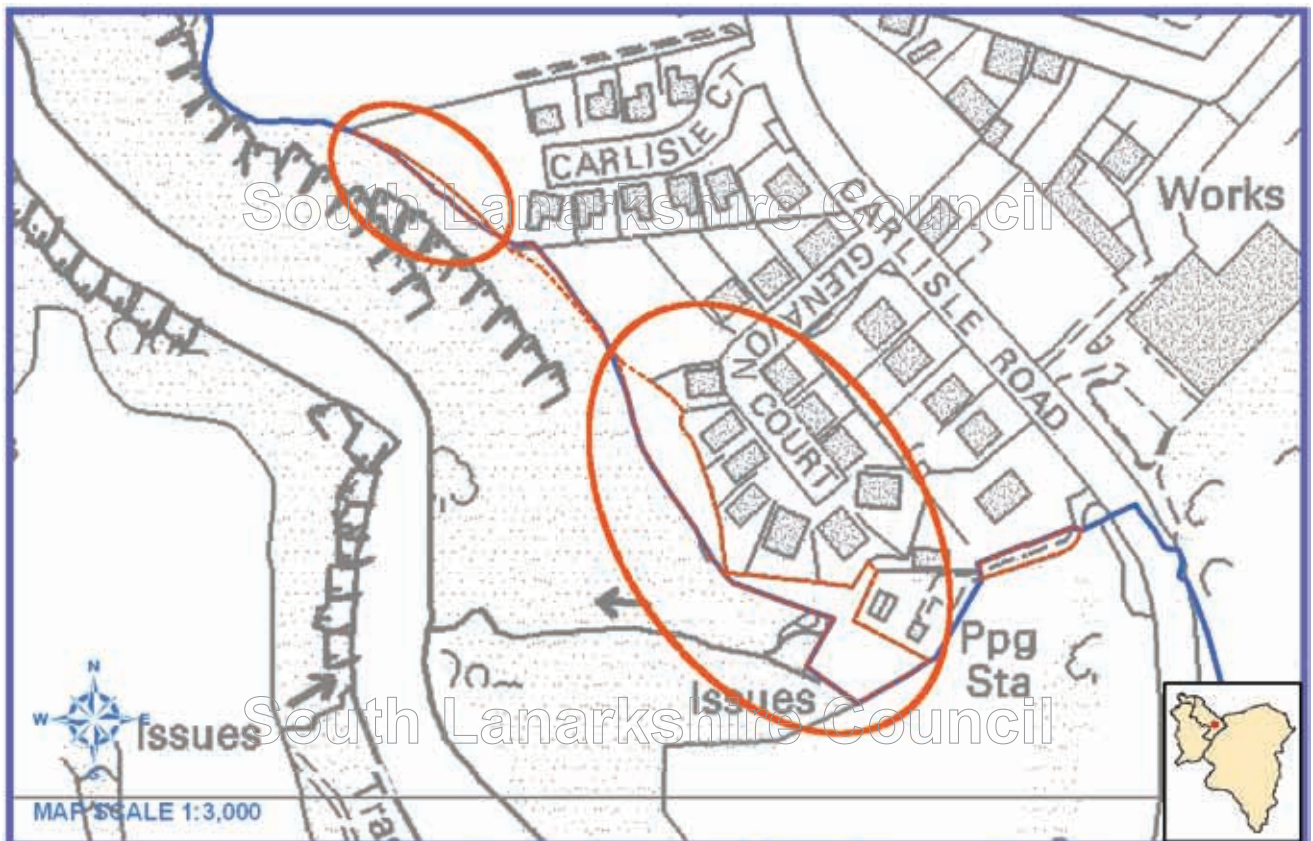 CARLISLE CT
Works
South Lanarkshire Council
CARLISLE ROAD
GLENAVON COURT
Ppg
Sta
Issues
N
W E
S
Issues
South Lanarkshire Council
MAP SCALE 1:3,000
Trac